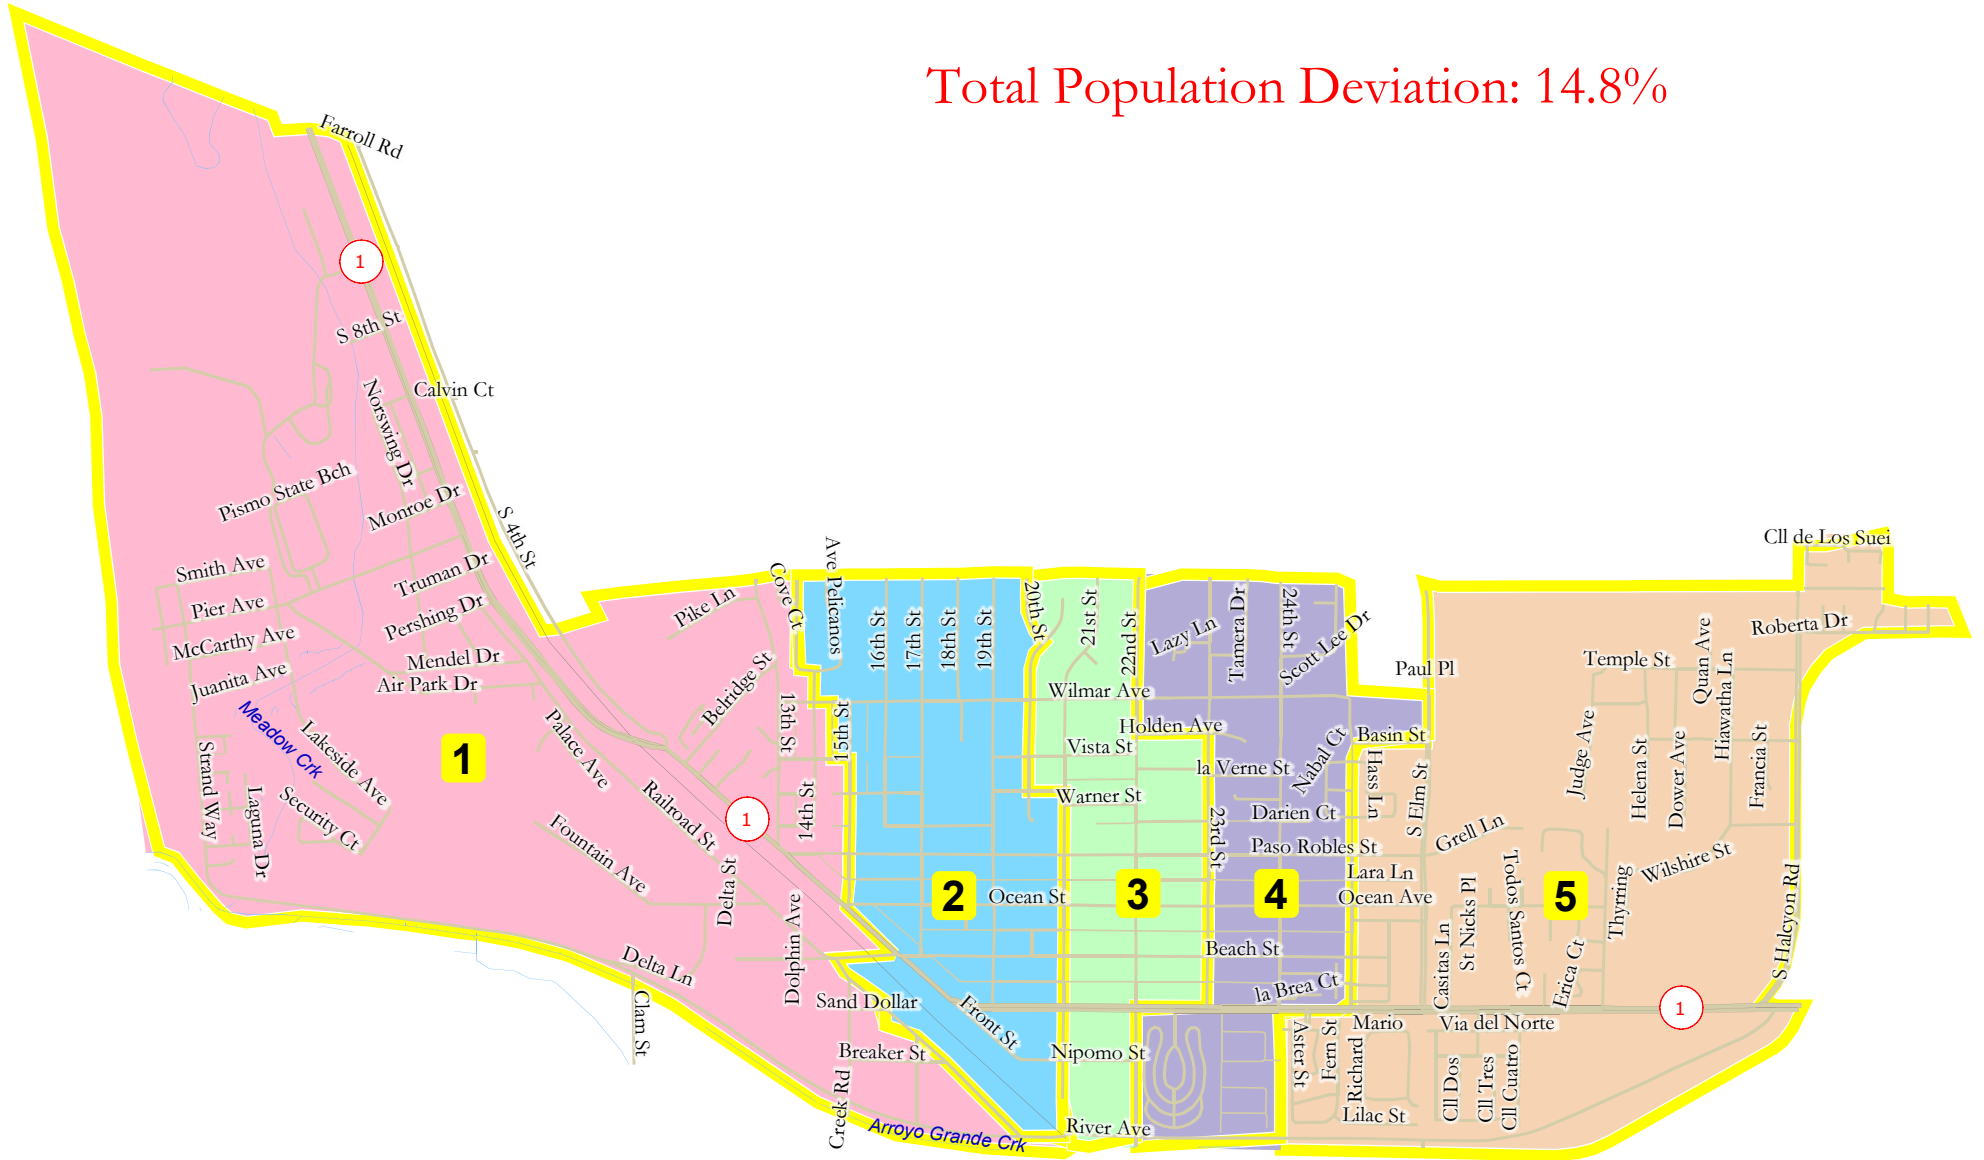 Total Population Deviation: 14.8%
Farroll Rd
1
S 8th St
Calvin Ct
Norswing Dr
Pismo State Bch
Monroe Dr
S 4th St
Smith Ave
Truman Dr
Pier Ave
Pershing Dr
McCarthy Ave
Mendel Dr
Juanita Ave
Air Park Dr
Meadow Crk
Lakeside Ave
Palace Ave
Strand Way
Laguna Dr
Security Ct
1
Railroad St
Fountain Ave
Delta St
Dolphin Ave
Delta Ln
Clam St
Pike Ln
Cove Ct
Belridge St
13th St
14th St
15th St
1
Sand Dollar
Breaker St
Creek Rd
Arroyo Grande Crk
Ave Pelicanos
16th St
17th St
18th St
19th St
20th St
2
Ocean St
Front St
Nipomo St
River Ave
21st St
22nd St
Wilmar Ave
Holden Ave
Vista St
Warner St
3
23rd St
Lazy Ln
Tamera Dr
24th St
Scott Lee Dr
la Verne St
Nabal Ct
Darien Ct
Paso Robles St
4
Beach St
la Brea Ct
Paul Pl
Basin St
Hass Ln
S Elm St
Lara Ln
Ocean Ave
Grell Ln
5
Casitas Ln
St Nicks Pl
Todos Santos Ct
Erica Ct
Thyrring
Wilshire St
Cll de Los Suei
Roberta Dr
Temple St
Quan Ave
Hiawatha Ln
Judge Ave
Helena St
Dower Ave
Francia St
S Halcyon Rd
1
Mario
Via del Norte
Aster St
Fern St
Richard
Lilac St
Cll Dos
Cll Tres
Cll Cuatro